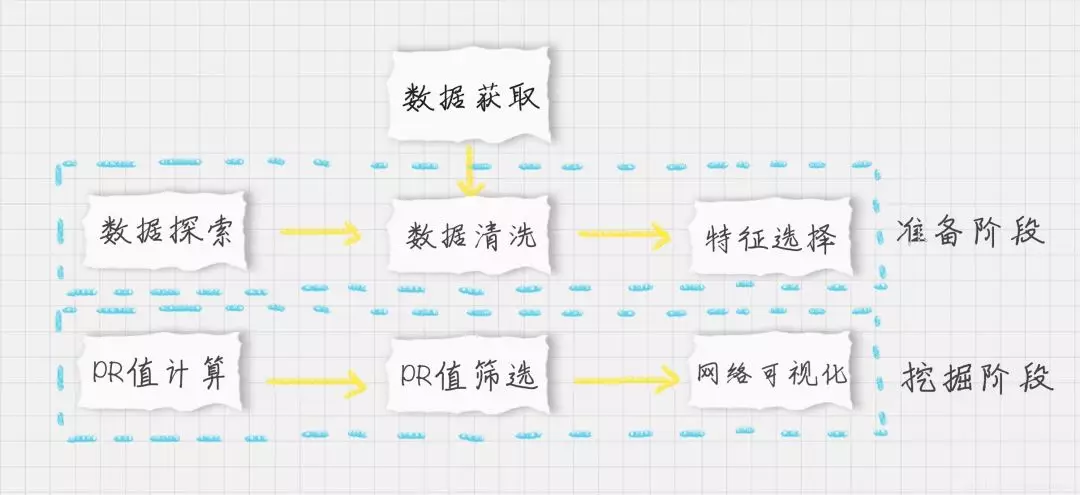 数据获取
数据探索
数据清洗
特征选择
准备阶段
PR值计算
PR值筛选
网络可视化
挖掘阶段